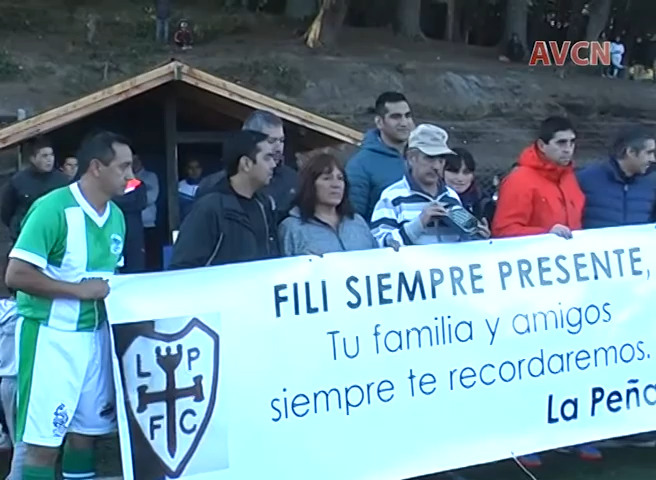 AVCN
FILI SIEMPRE PRESENTE,
Tu familia y amigos
siempre te recordaremos.
La Peña
L P
F C